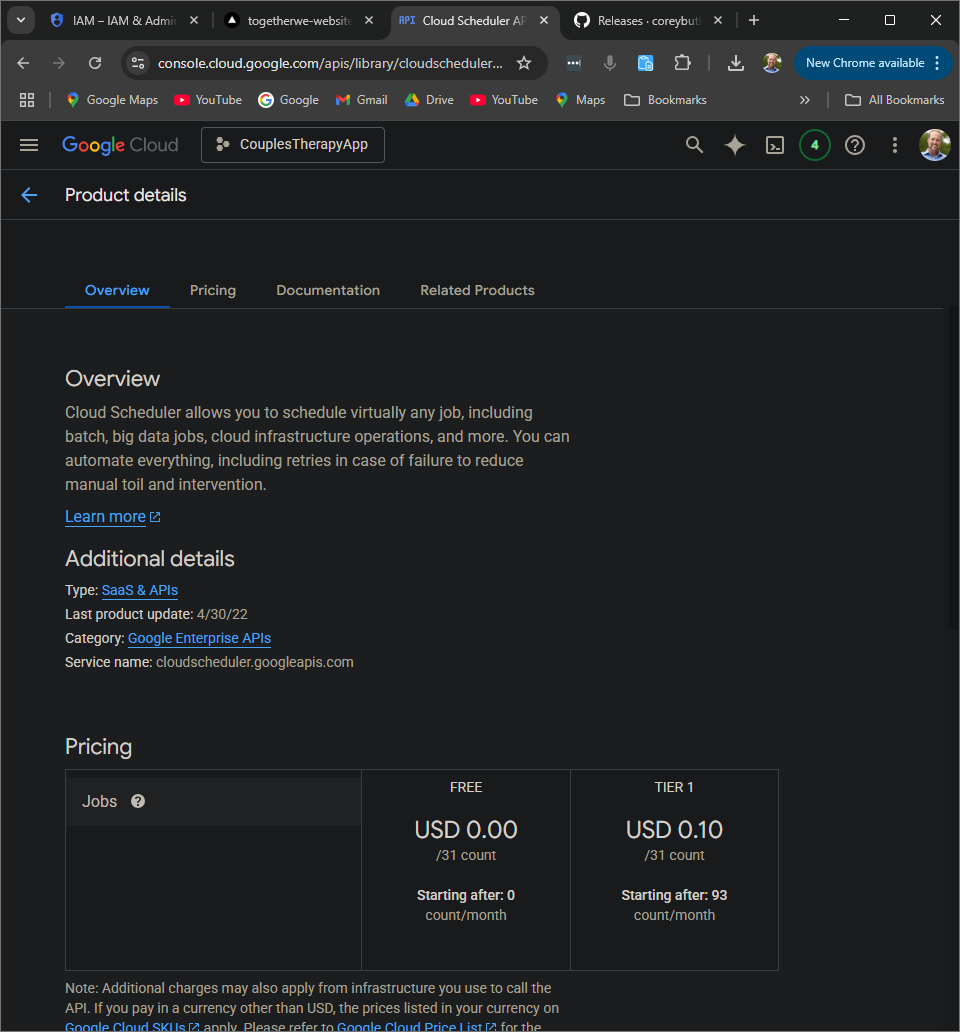 IAM – IAM & Admi
togetherwe-website
API Cloud Scheduler AP
Releases · coreybut
console.cloud.google.com/apis/library/cloudscheduler...
New Chrome available
Google Maps
YouTube
Google
Gmail
Drive
YouTube
Maps
Bookmarks
All Bookmarks
Google Cloud
CouplesTherapyApp
4
Product details
Overview
Pricing
Documentation
Related Products
Overview
Cloud Scheduler allows you to schedule virtually any job, including
batch, big data jobs, cloud infrastructure operations, and more. You can
automate everything, including retries in case of failure to reduce
manual toil and intervention.
Learn more
Additional details
Type: SaaS & APIs
Last product update: 4/30/22
Category: Google Enterprise APIs
Service name: cloudscheduler.googleapis.com
Pricing
Jobs
FREE
USD 0.00
/31 count
Starting after: 0
count/month
TIER 1
USD 0.10
/31 count
Starting after: 93
count/month
Note: Additional charges may also apply from infrastructure you use to call the
API. If you pay in a currency other than USD, the prices listed in your currency on
Google Cloud SKUs apply. Please refer to Google Cloud Price List for the